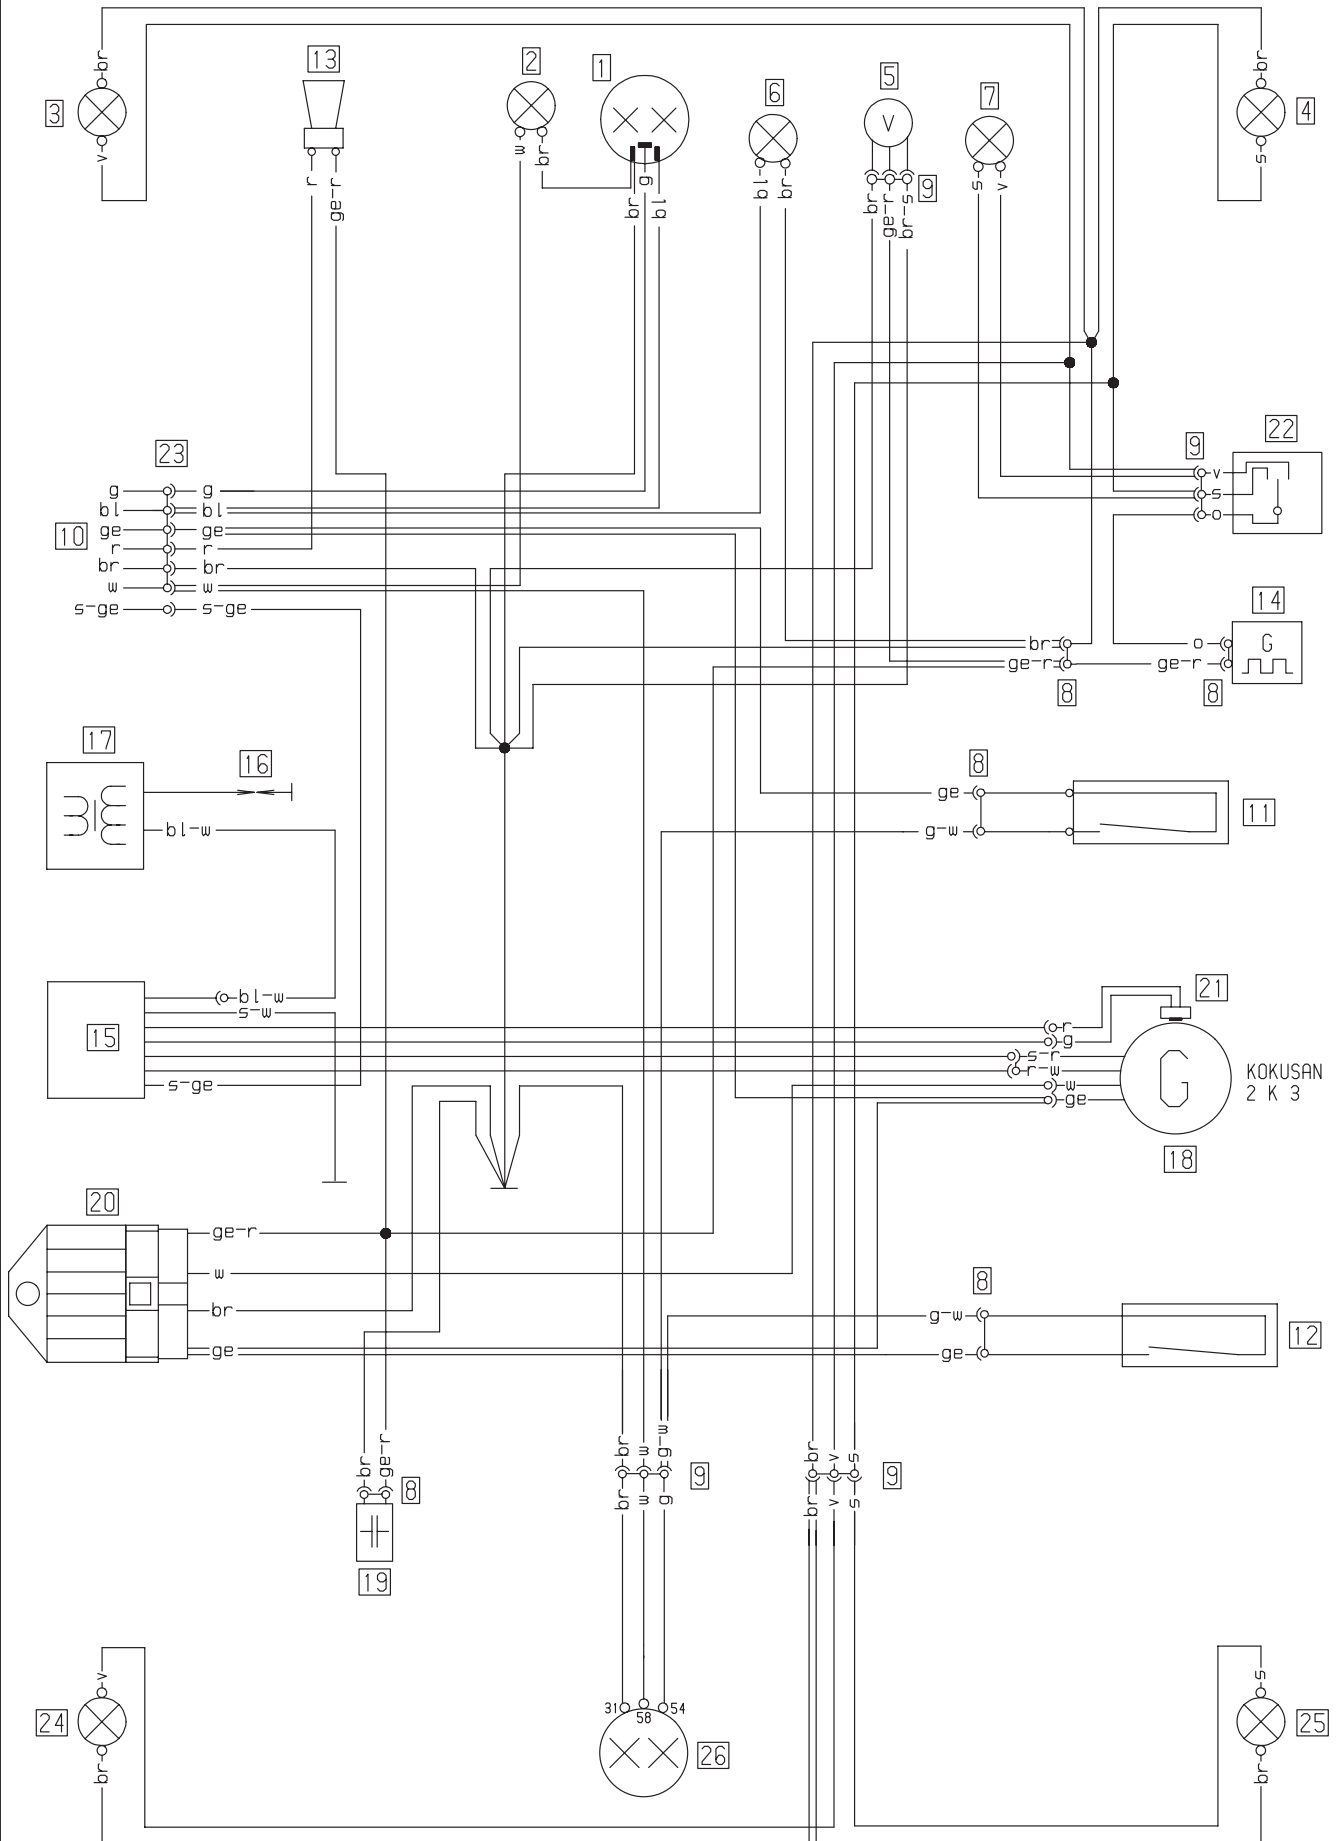 br
br
13
2
1
5
6
7
3
4
V
v
s
w
br
r
ge-r
br
g
bl
bl
br
br
ge-r
br-s
9
s
v
22
9
23
v
s
o
g
g
bl
bl
10
ge
ge
r
r
br
br
w
w
s-ge
s-ge
14
G
br
o
ge-r
ge-r
8
8
17
16
8
ge
11
bl-w
g-w
21
bl-w
s-w
15
r
g
s-r
r-w
w
ge
s-ge
G
KOKUSAN
2 K 3
18
20
ge-r
w
br
ge
8
g-w
ge
12
br
ge-r
8
br
w
g-w
9
br
w
g
br
v
s
9
br
v
s
19
v
s
31
58
54
24
26
25
br
br